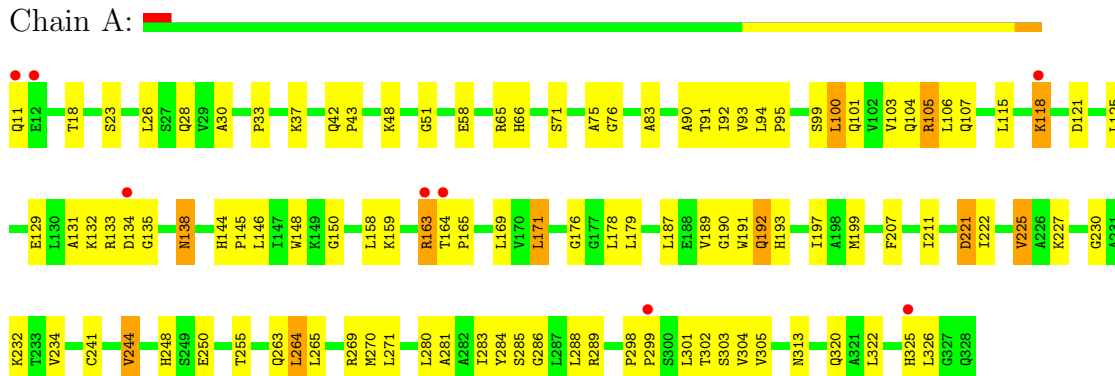 Chain A:
Q11 E12 T18 S23 L26 S27 Q28 V29 A30 P33 K37 Q42 P43 K48 G51 E58 R65 H66 S71 A75 G76 A83 A90 T91 I92 V93 L94 P95 S99 L100 Q101 V102 V103 Q104 R105 L106 Q107 L115 K118 D121
E129 L130 A131 K132 R133 D134 G135 N138 H144 P145 L146 I147 W148 K149 G150 L158 K159 R163 T164 P165 L169 V170 L171 G176 G177 L178 L179 L187 E188 V189 G190 W191 Q192 H193 I197 A198 M199 F207 I211 D221 I222 V225 A226 K227 G230
K232 T233 V234 C241 V244 H248 S249 E250 T255 Q263 L264 L265 R269 M270 L271 L280 A281 A282 I283 Y284 S285 G286 L287 L288 R289 P298 P299 S300 L301 T302 S303 V304 V305 N313 Q320 A321 L322 H325 L326 G327 Q328